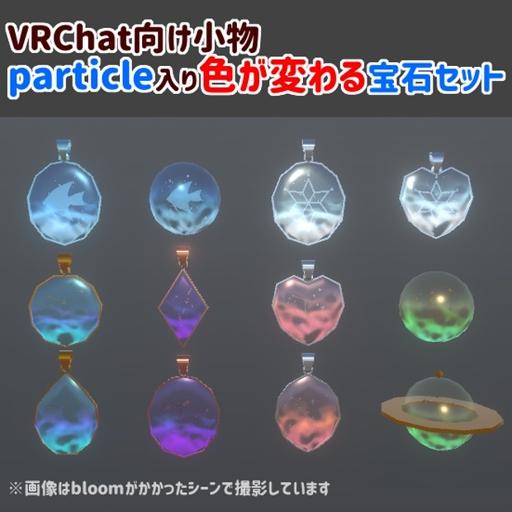 VRChat向け小物
particle入り色が変わる宝石セット
※画像はbloomがかかったシーンで撮影しています